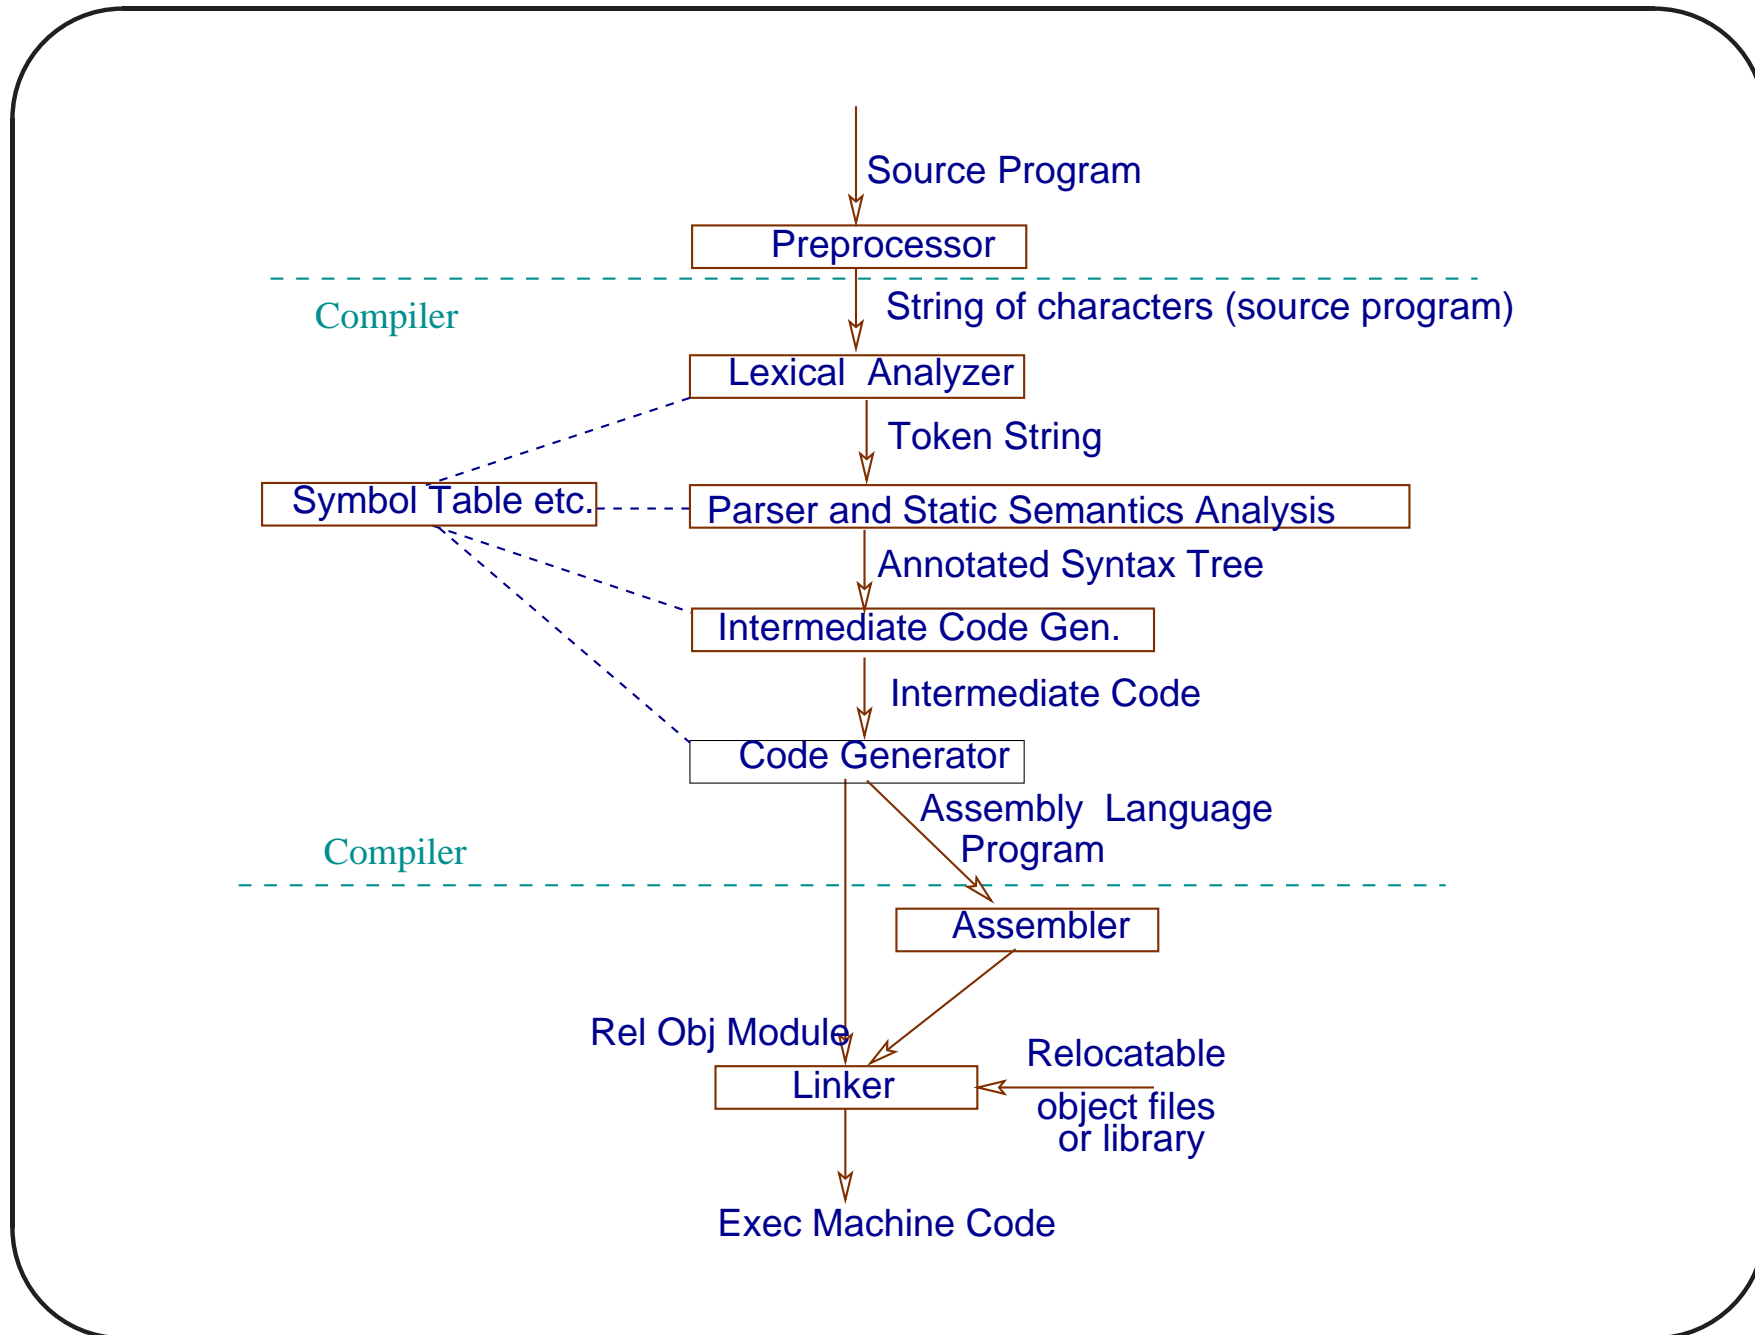 Source Program
Preprocessor
Compiler
String of characters (source program)
Lexical Analyzer
Token String
Symbol Table etc.
Parser and Static Semantics Analysis
Annotated Syntax Tree
Intermediate Code Gen.
Intermediate Code
Code Generator
Assembly Language
Program
Compiler
Assembler
Rel Obj Module
Relocatable
Linker
object files
or library
Exec Machine Code